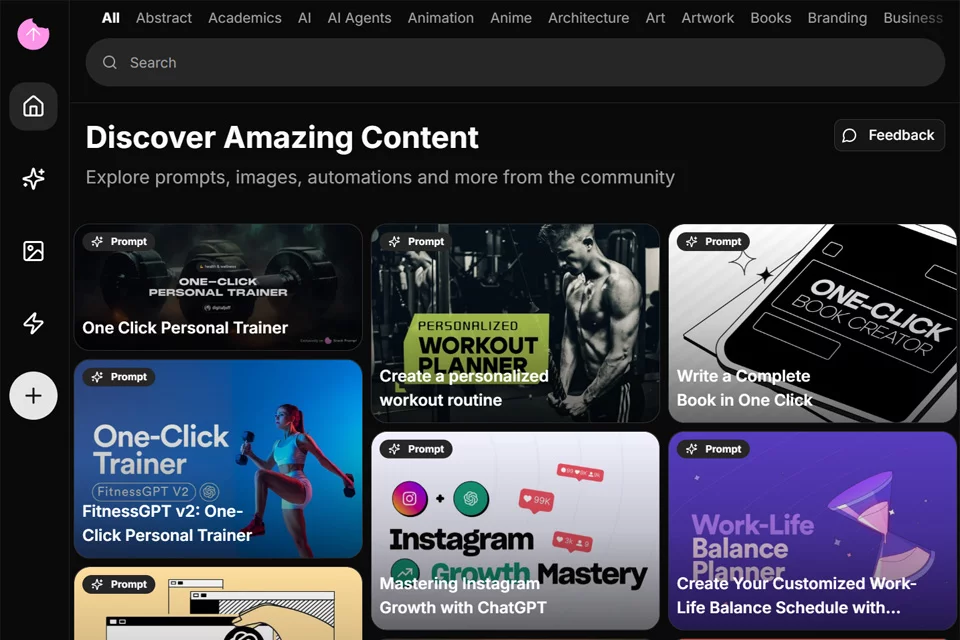 All Abstract Academics AI AI Agents Animation Anime Architecture Art Artwork Books Branding Business
Search
Discover Amazing Content
Feedback
Explore prompts, images, automations and more from the community
Prompt
ONE-CLICK
PERSONAL TRAINER
One Click Personal Trainer
Prompt
PERSONALIZED
WORKOUT
PLANNER
Create a personalized
workout routine
Prompt
ONE-CLICK
BOOK CREATOR
Write a Complete
Book in One Click
Prompt
One-Click
Trainer
FitnessGPT V2
FitnessGPT v2: One-
Click Personal Trainer
Prompt
99K
Instagram
Growth Mastery
Mastering Instagram
Growth with ChatGPT
Prompt
Work-Life
Balance
Planner
Create Your Customized Work-
Life Balance Schedule with...
Prompt